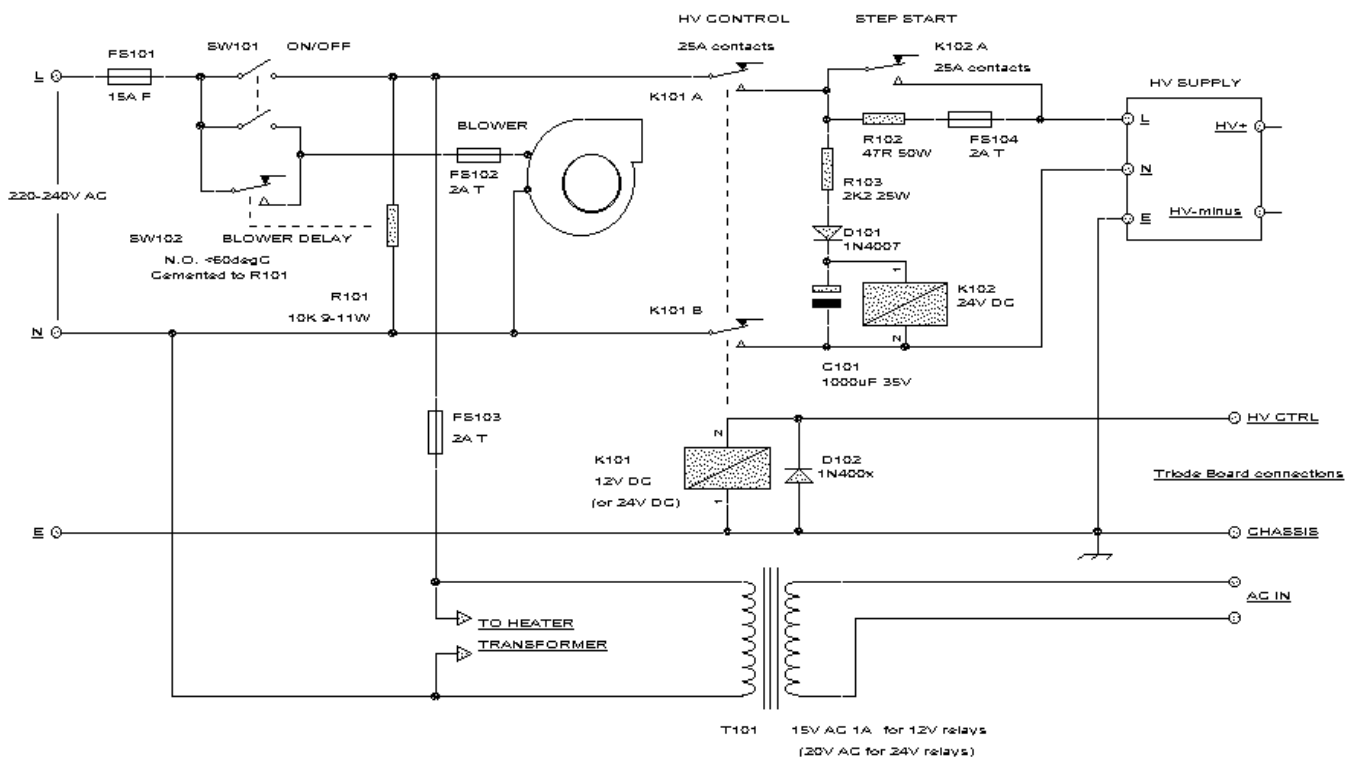 HV CONTROL
STEP START
FS101
SW101
ON/OFF
25A contacts
K102 A
25A contacts
L
15A F
K101 A
HV SUPPLY
BLOWER
L
HV+
R102
47R 50W
FS104
2A T
FS102
2A T
N
220-240V AC
R103
2K2 25W
E
HV-minus
SW102
BLOWER DELAY
D101
1N4007
N.O. <60degC
Cemented to R101
1
K102
24V DC
R101
10K 9-11W
K101 B
N
2
C101
1000uF 35V
FS103
2A T
HV CTRL
2
K101
12V DC
(or 24V DC)
D102
1N400x
Triode Board connections
1
E
CHASSIS
AC IN
TO HEATER
TRANSFORMER
T101
15V AC 1A for 12V relays
(20V AC for 24V relays)